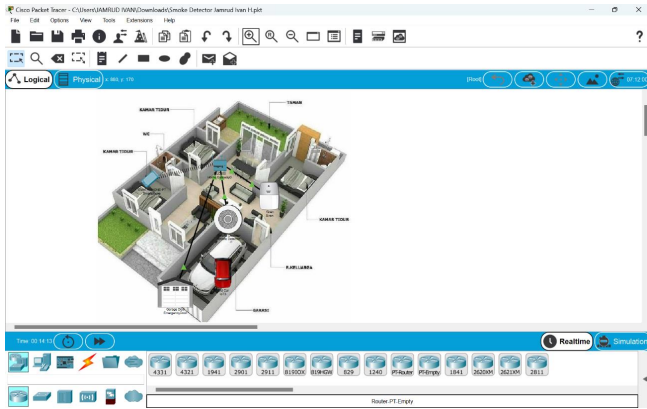 Cisco Packet Tracer - C:\Users\JAMRUD IVAN\Downloads\Smoke Detector Jamrud Ivan H.pkt
File Edit Options View Tools Extensions Help
?
Logical Physical x: 860, y: 170 [Root] 07:12:00
TAMAN
KAMAR TIDUR
WC
KAMAR TIDUR
KAMAR TIDUR
R.KELUARGA
GARASI
Time: 00:14:13 Realtime Simulation
4331 4321 1941 2901 2911 819IOX 819HGW 829 1240 PT-Router PT-Empty 1841 2620XM 2621XM 2811
Router-PT-Empty